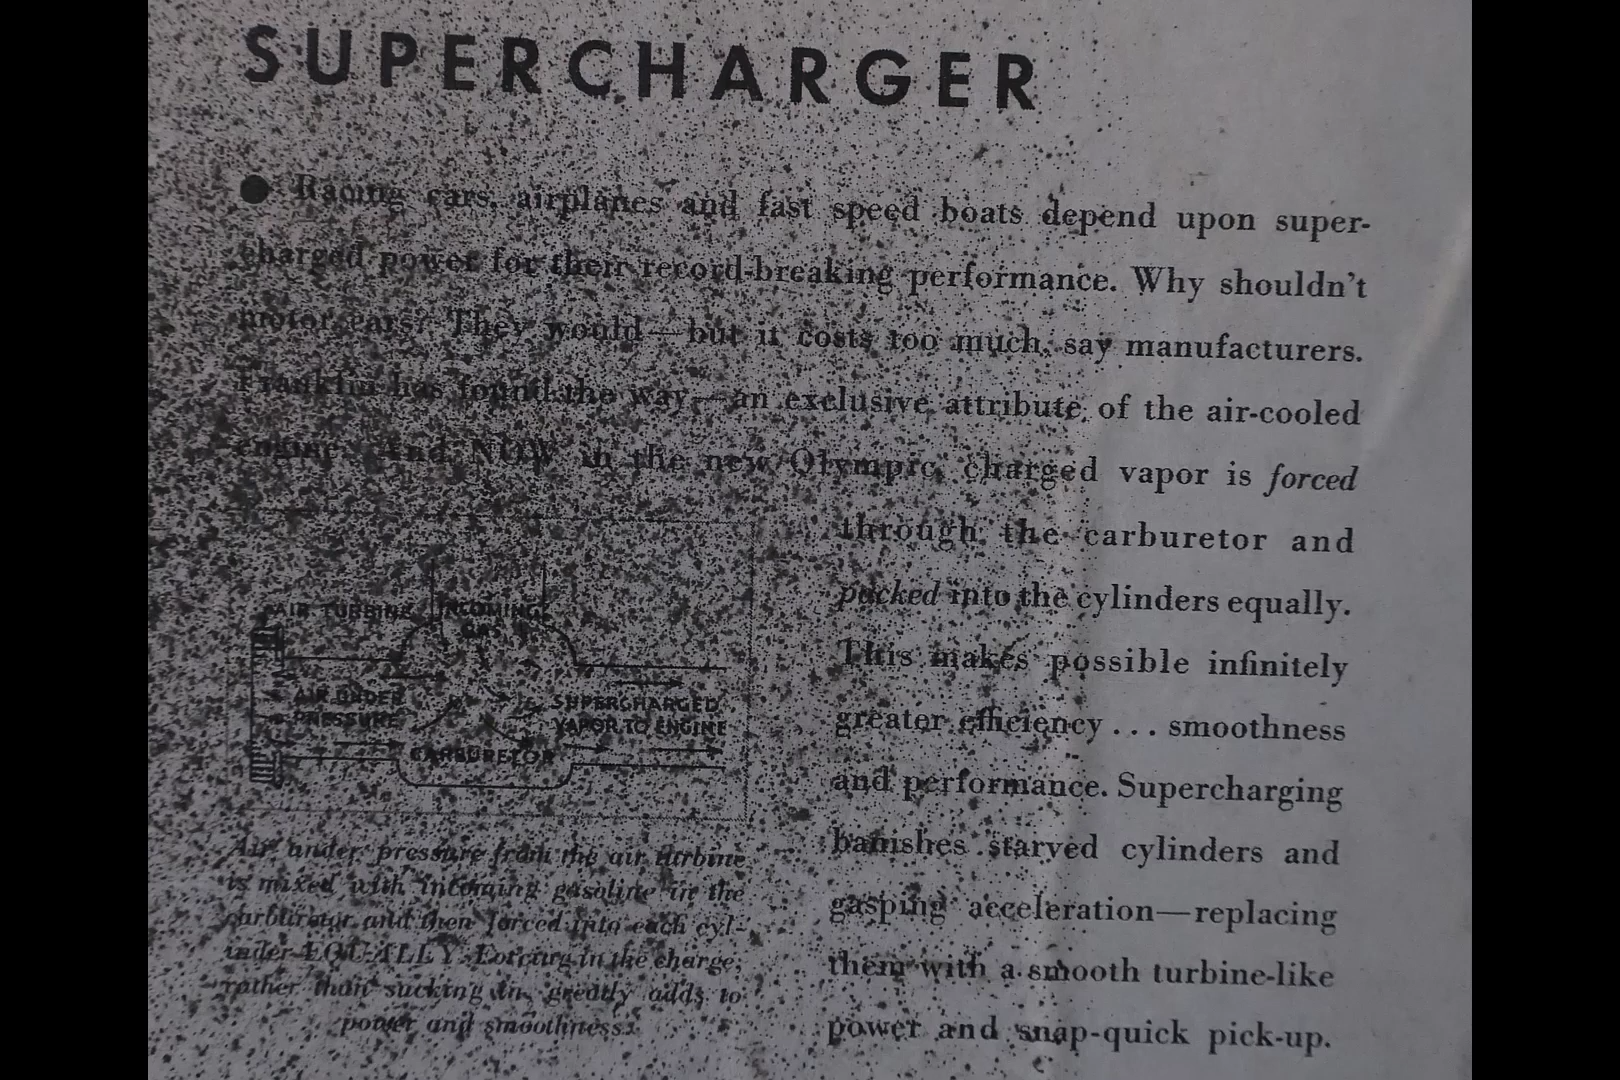 SUPERCHARGER
● Racing cars, airplanes and fast speed boats depend upon super-
charged power for their record-breaking performance. Why shouldn't
motor cars? They would—but it costs too much, say manufacturers.
Franklin has found the way—an exclusive attribute of the air-cooled
engine. And NOW in the new Olympic, charged vapor is forced
through the carburetor and
packed into the cylinders equally.
This makes possible infinitely
greater efficiency . . . smoothness
and performance. Supercharging
banishes starved cylinders and
gasping acceleration—replacing
them with a smooth turbine-like
power and snap-quick pick-up.
AIR TURBINE
INCOMING
GAS
AIR UNDER
PRESSURE
SUPERCHARGED
VAPOR TO ENGINE
CARBURETOR
Air under pressure from the air turbine
is mixed with incoming gasoline in the
carburetor and then forced into each cyl-
inder EQUALLY. Forcing in the charge,
rather than sucking in, greatly adds to
power and smoothness.